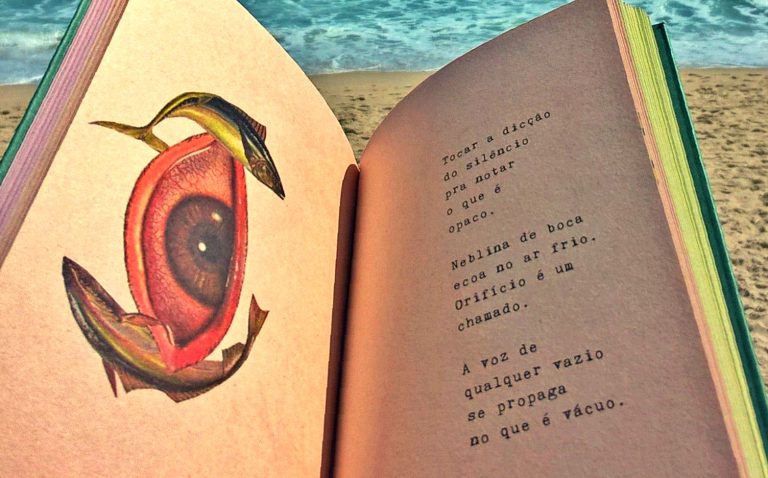 Tocar a dicção
do silêncio
pra notar
o que é
opaco.
Neblina de boca
ecoa no ar frio.
Orifício é um
chamado.
A voz de
qualquer vazio
se propaga
no que é vácuo.